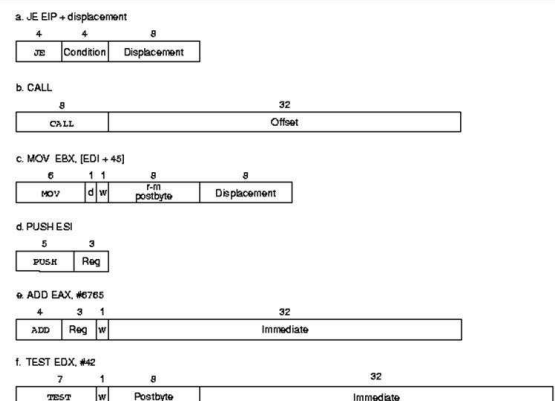 a. JE EIP + displacement
4 4 8
JE Condition Displacement
b. CALL
8 32
CALL Offset
c. MOV EBX, [EDI + 45]
6 1 1 8 8
MOV d w r-m postbyte Displacement
d. PUSH ESI
5 3
PUSH Reg
e. ADD EAX, #6765
4 3 1 32
ADD Reg w Immediate
f. TEST EDX, #42
7 1 8 32
TEST w Postbyte Immediate